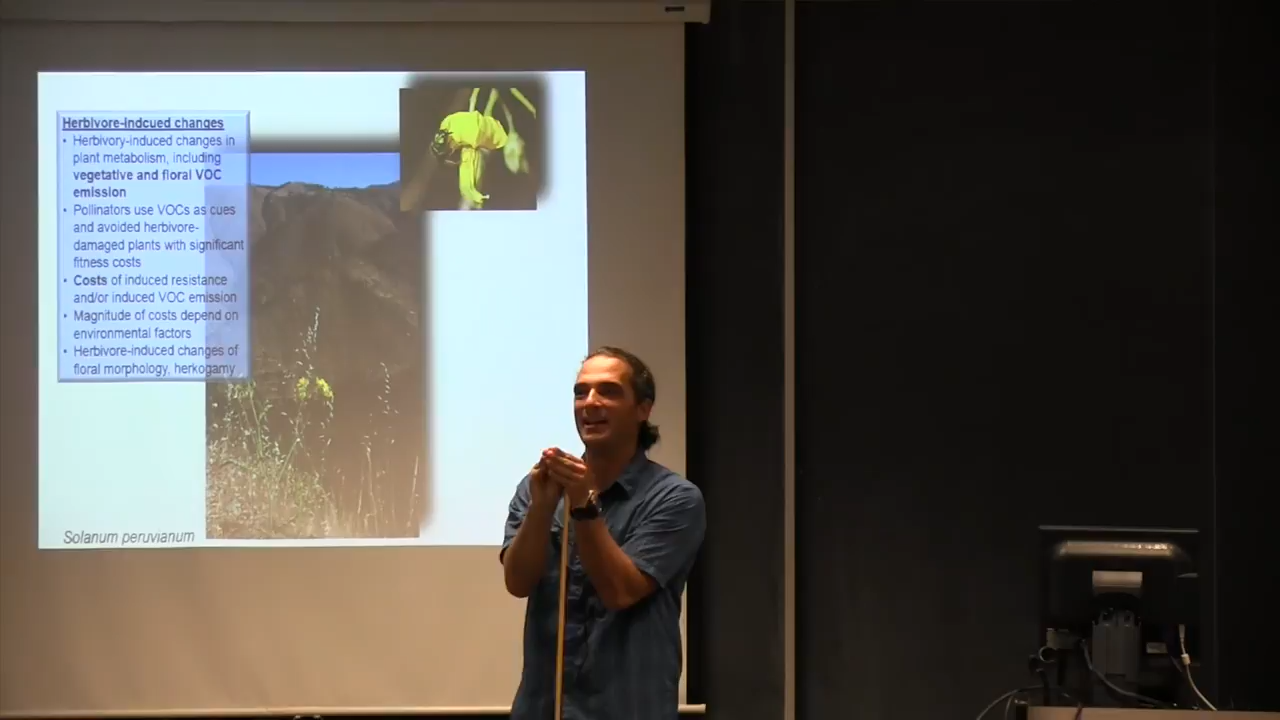 Herbivore-indcued changes
• Herbivory-induced changes in
plant metabolism, including
vegetative and floral VOC
emission
• Pollinators use VOCs as cues
and avoided herbivore-
damaged plants with significant
fitness costs
• Costs of induced resistance
and/or induced VOC emission
• Magnitude of costs depend on
environmental factors
• Herbivore-induced changes of
floral morphology, herkogamy
Solanum peruvianum